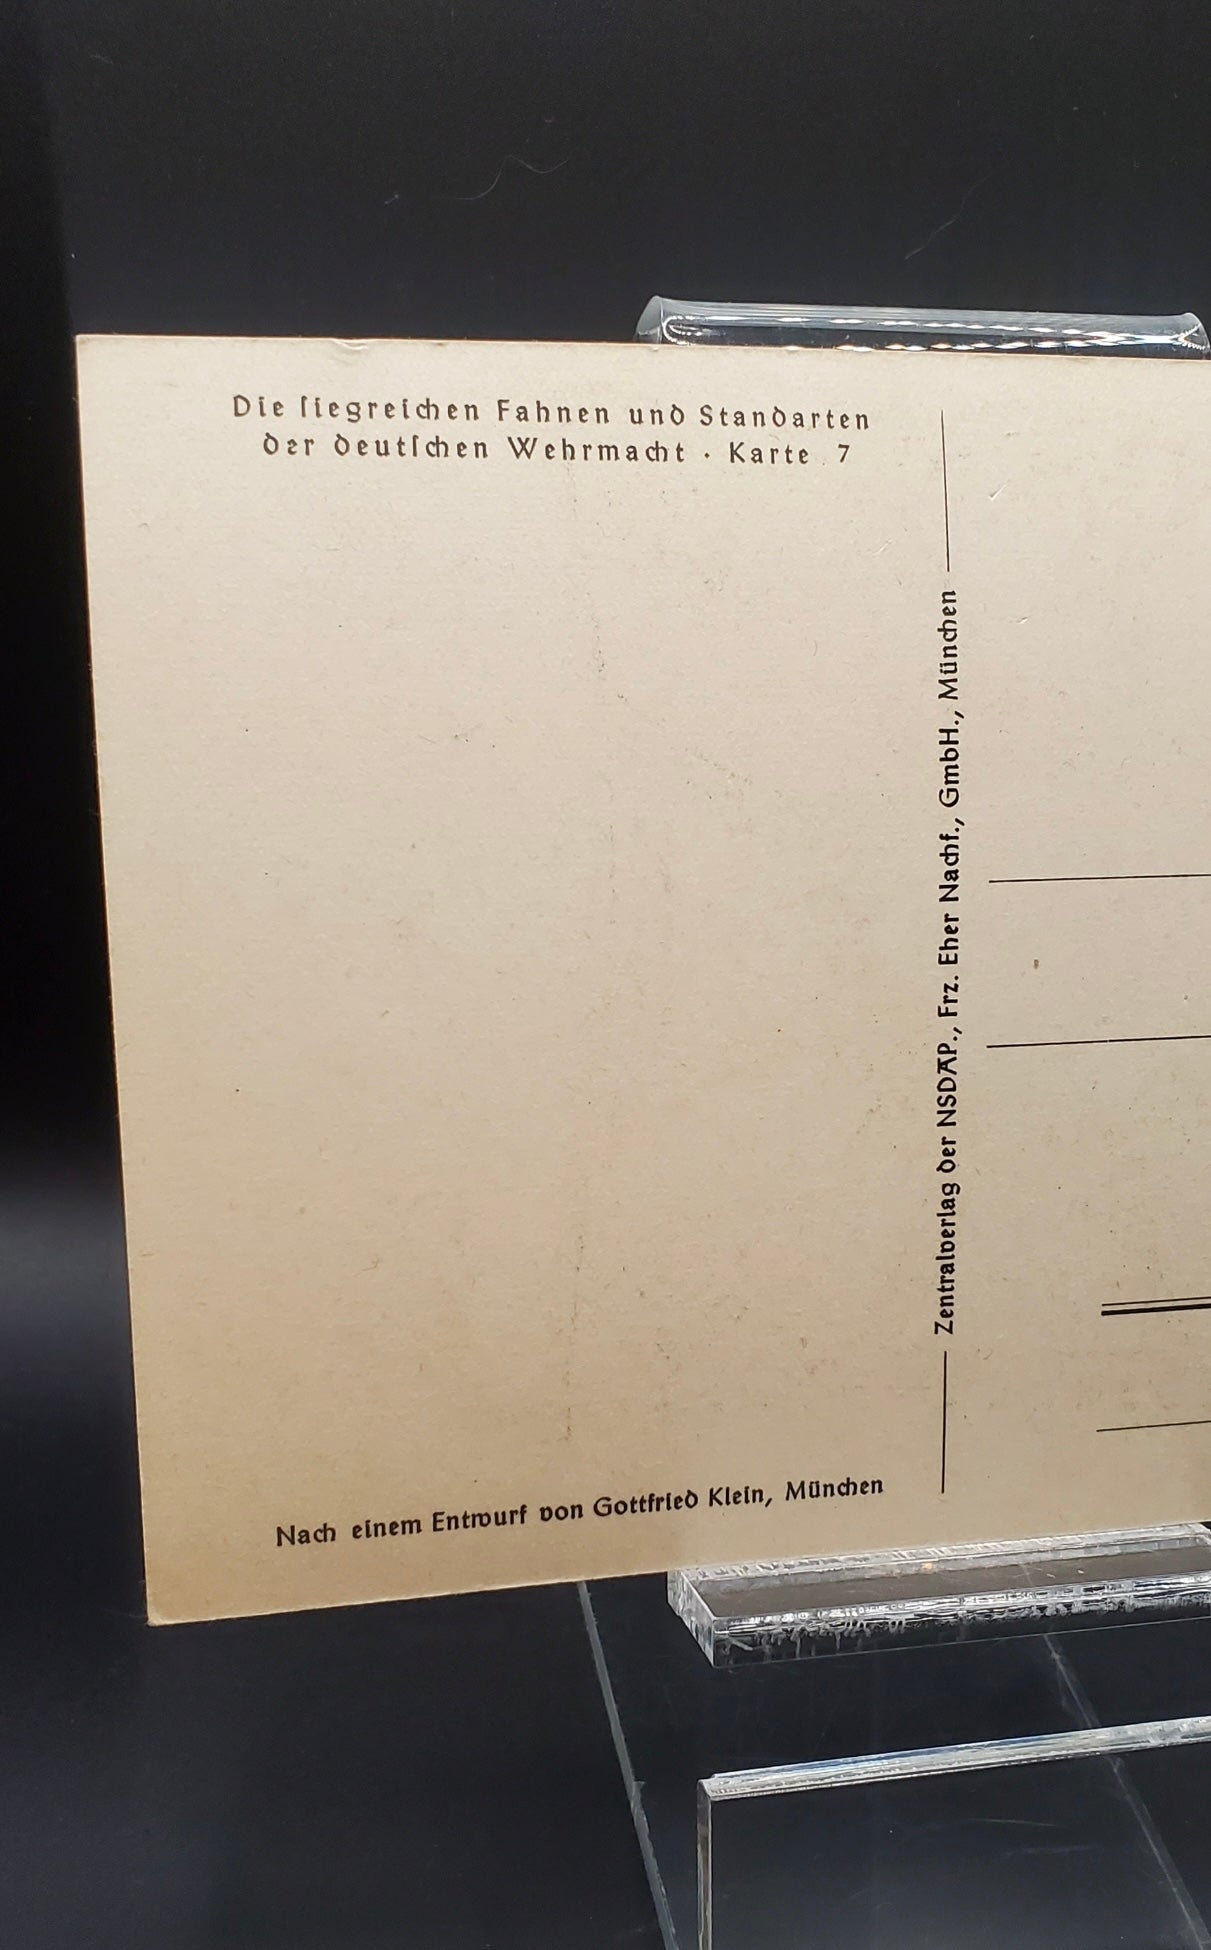 Die ſiegreichen Fahnen und Standarten
der deutſchen Wehrmacht · Karte 7
Zentralverlag der NSDAP., Frz. Eher Nachf., GmbH., München
Nach einem Entwurf von Gottfried Klein, München